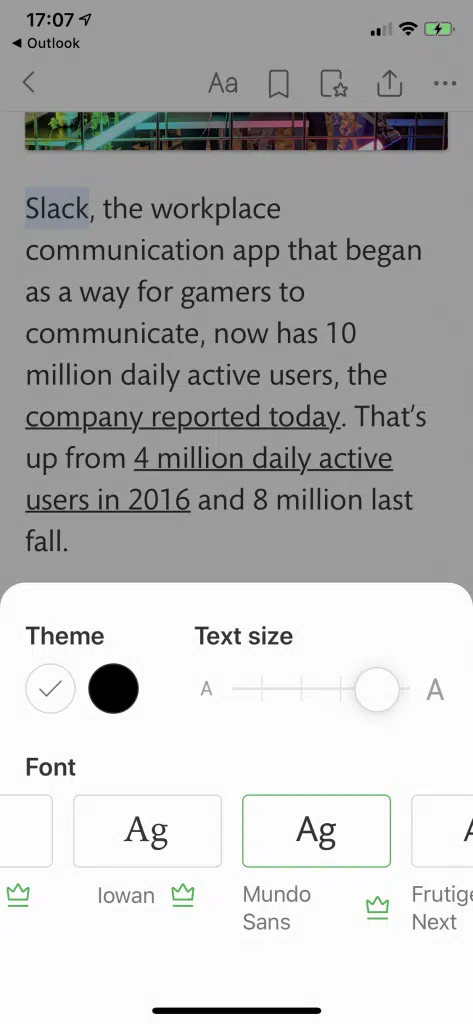 17:07
◀ Outlook
Aa
Slack, the workplace
communication app that began
as a way for gamers to
communicate, now has 10
million daily active users, the
company reported today. That's
up from 4 million daily active
users in 2016 and 8 million last
fall.
Theme
Text size
A
A
Font
Ag
Ag
Iowan
Mundo
Sans
Frutige
Next